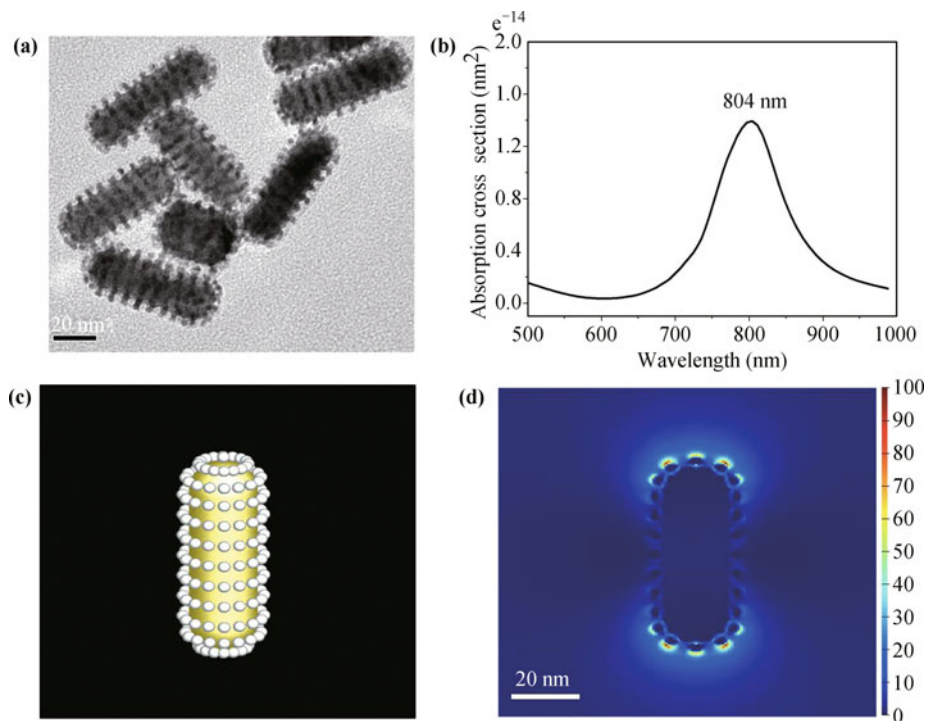 (a)
20 nm
(b)
e⁻¹⁴
2.0
1.6
1.2
0.8
0.4
0.0
Absorption cross section (nm²)
804 nm
500 600 700 800 900 1000
Wavelength (nm)
(c)
(d)
20 nm
100
90
80
70
60
50
40
30
20
10
0